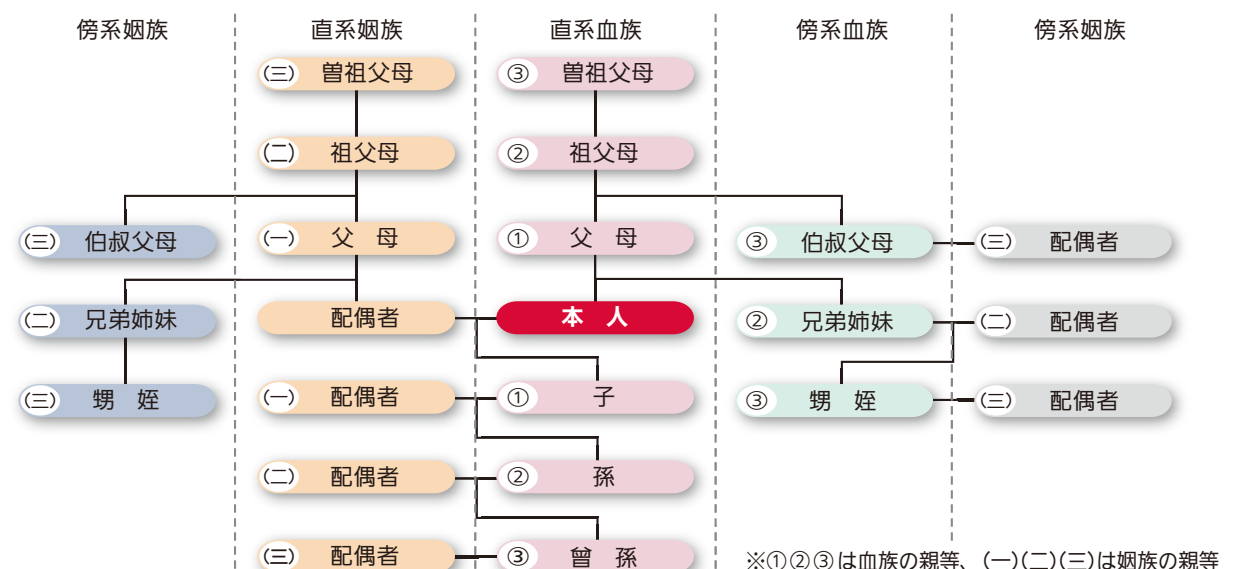 傍系姻族 直系姻族 直系血族 傍系血族 傍系姻族
(三) 曽祖父母 ③ 曽祖父母
(二) 祖父母 ② 祖父母
(三) 伯叔父母 (一) 父　母 ① 父　母 ③ 伯叔父母 (三) 配偶者
(二) 兄弟姉妹 配偶者 本　人 ② 兄弟姉妹 (二) 配偶者
(三) 甥　姪 (一) 配偶者 ① 子 ③ 甥　姪 (三) 配偶者
(二) 配偶者 ② 孫
(三) 配偶者 ③ 曾　孫
※①②③は血族の親等、(一)(二)(三)は姻族の親等